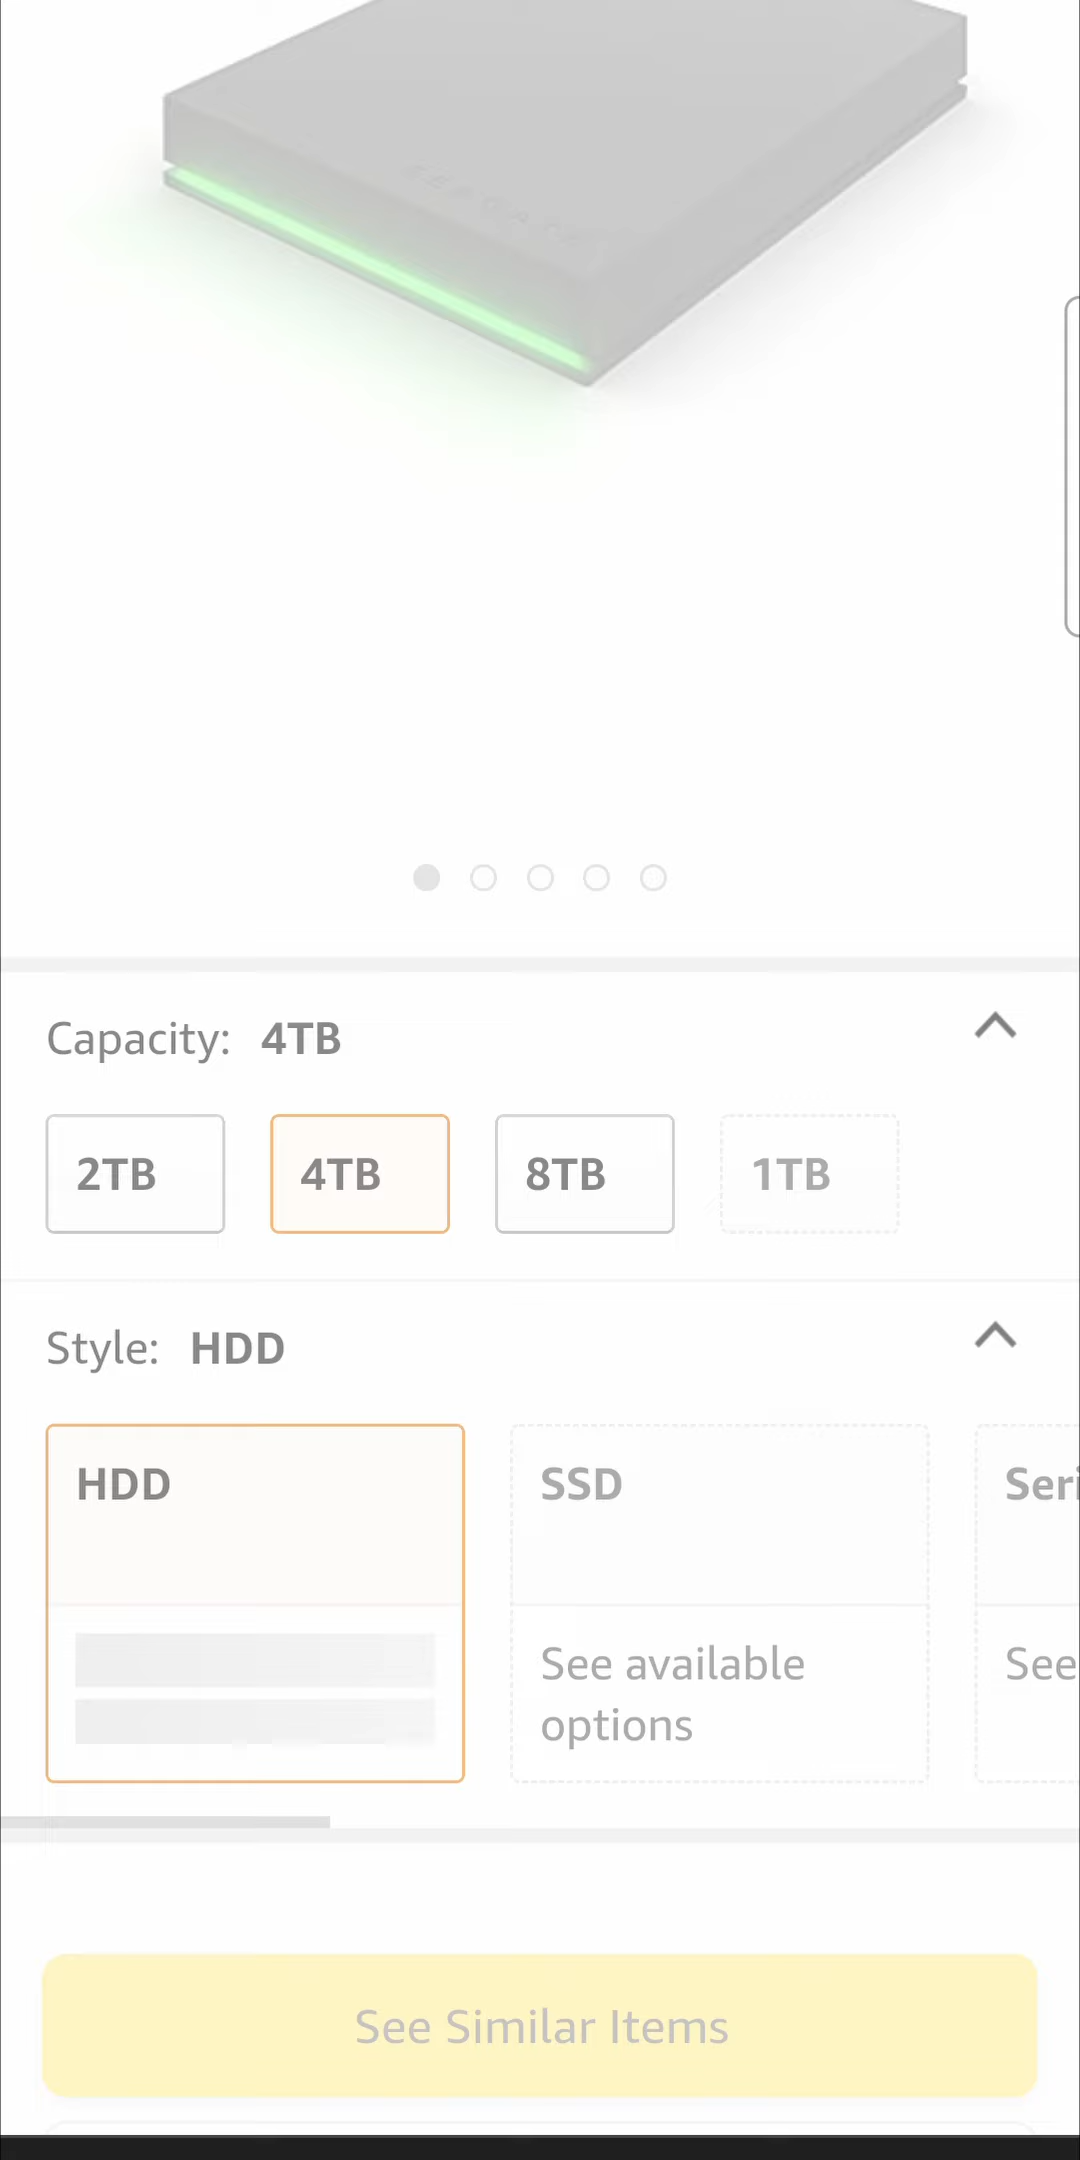 Capacity: 4TB
2TB 4TB 8TB 1TB
Style: HDD
HDD SSD
See available
options
See Similar Items